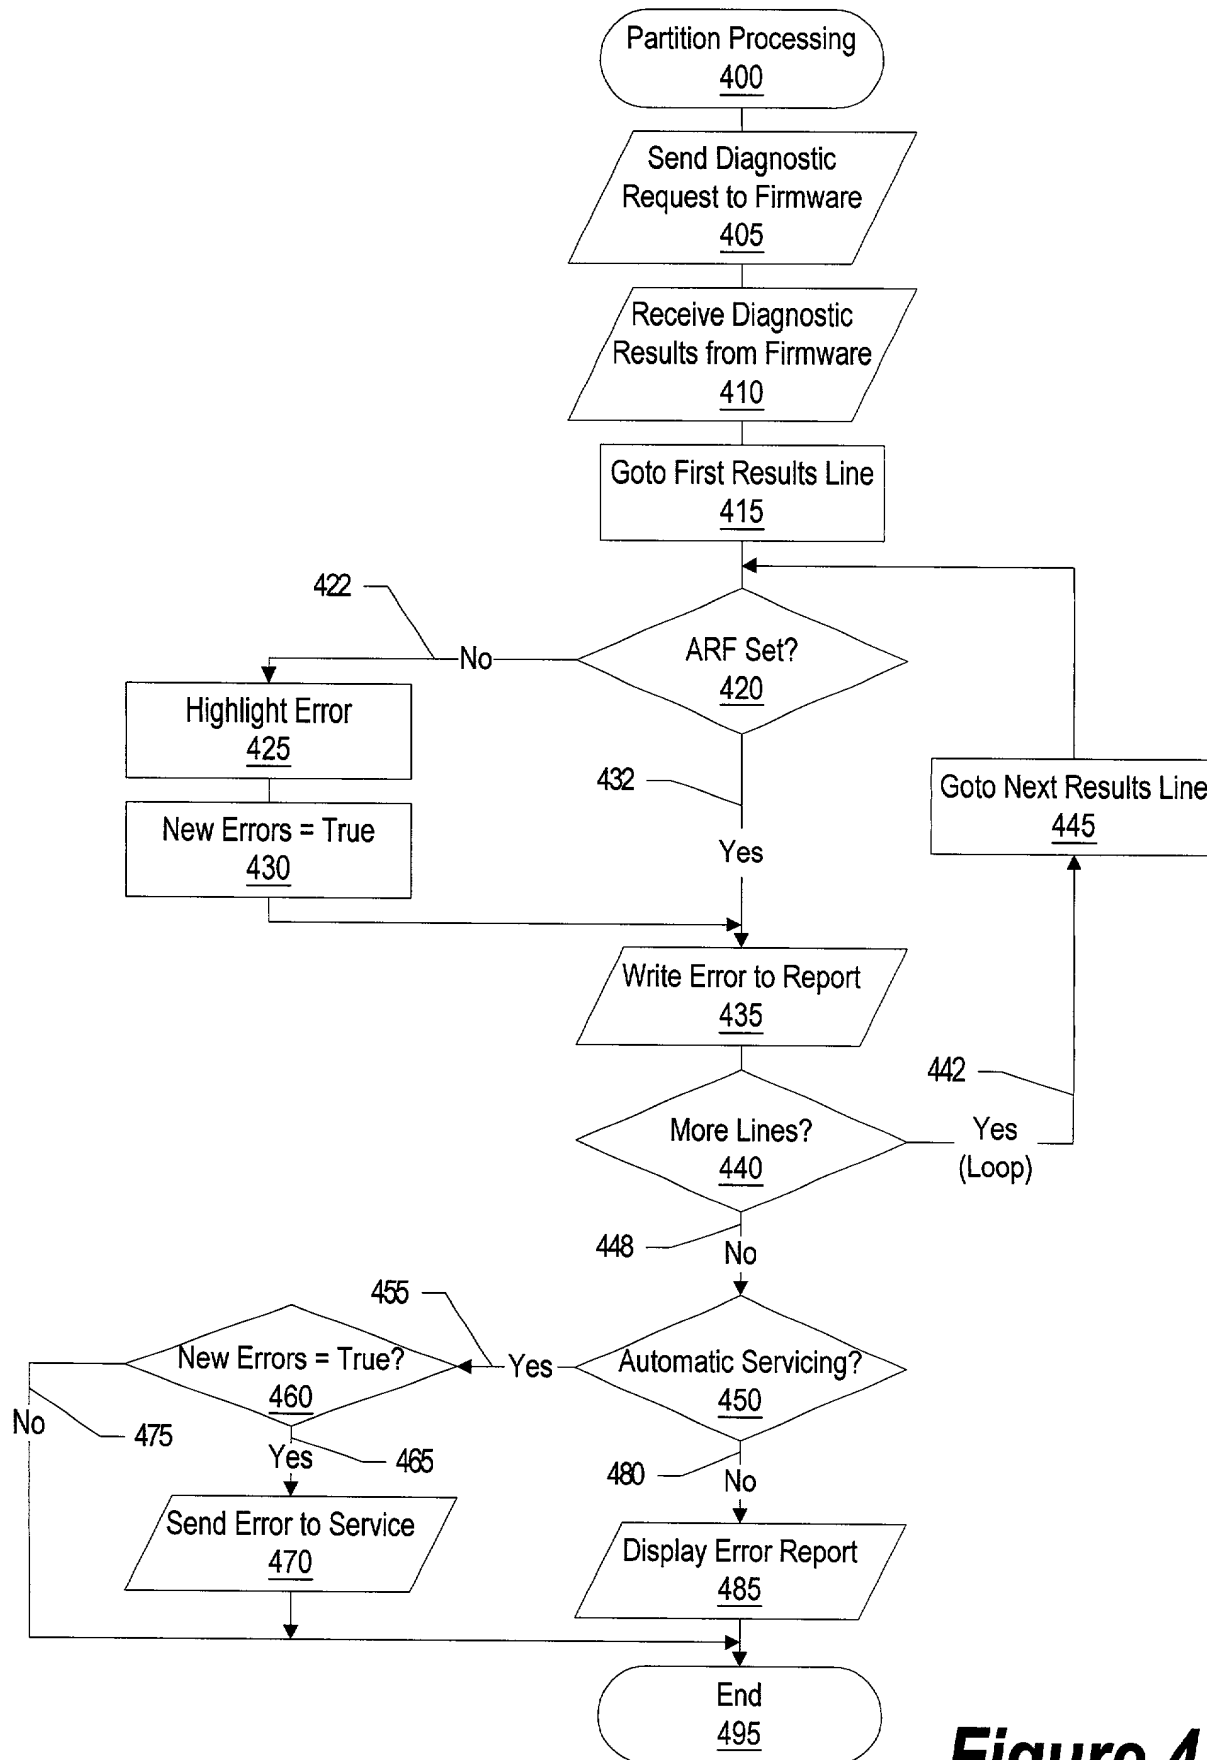 Partition Processing
400
Send Diagnostic
Request to Firmware
405
Receive Diagnostic
Results from Firmware
410
Goto First Results Line
415
422
No
ARF Set?
420
Highlight Error
425
432
Goto Next Results Line
445
New Errors = True
430
Yes
Write Error to Report
435
442
More Lines?
440
Yes
(Loop)
448
No
455
New Errors = True?
460
Yes
Automatic Servicing?
450
No
475
Yes
465
480
No
Send Error to Service
470
Display Error Report
485
End
495
Figure 4